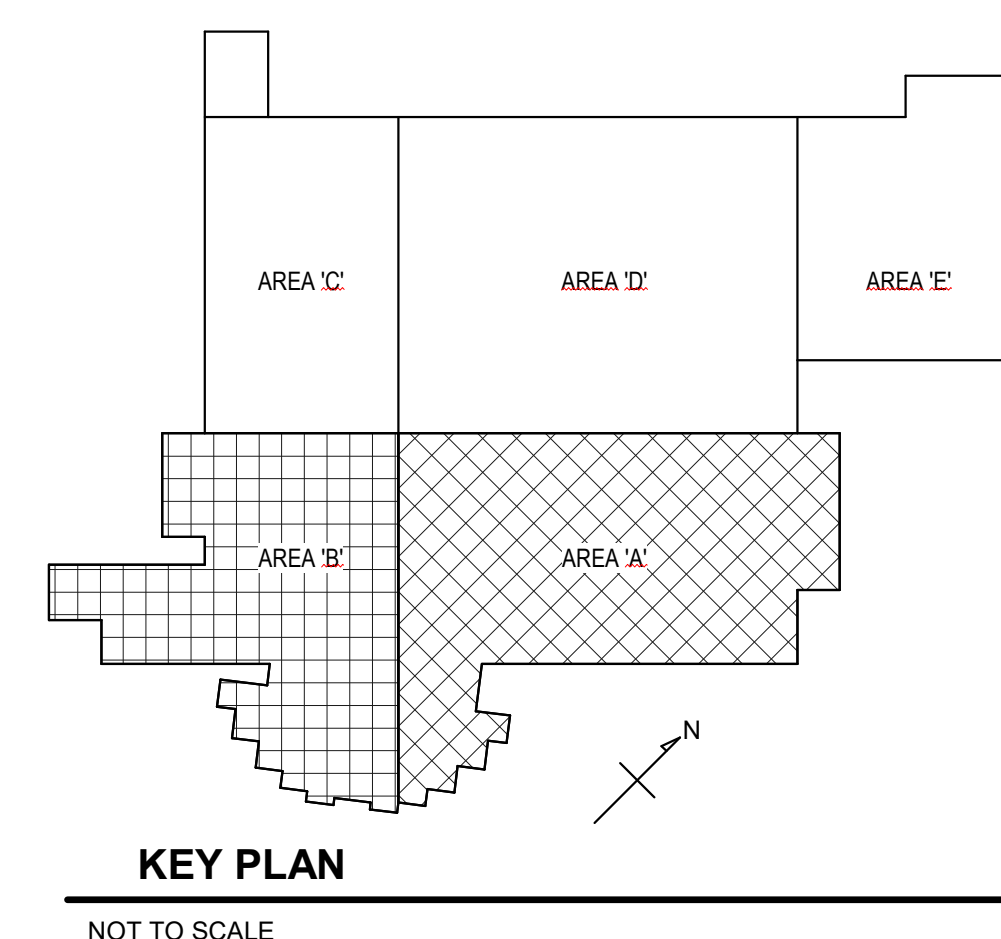 AREA 'C'
AREA 'D'
AREA 'E'
AREA 'B'
AREA 'A'
N
KEY PLAN
NOT TO SCALE